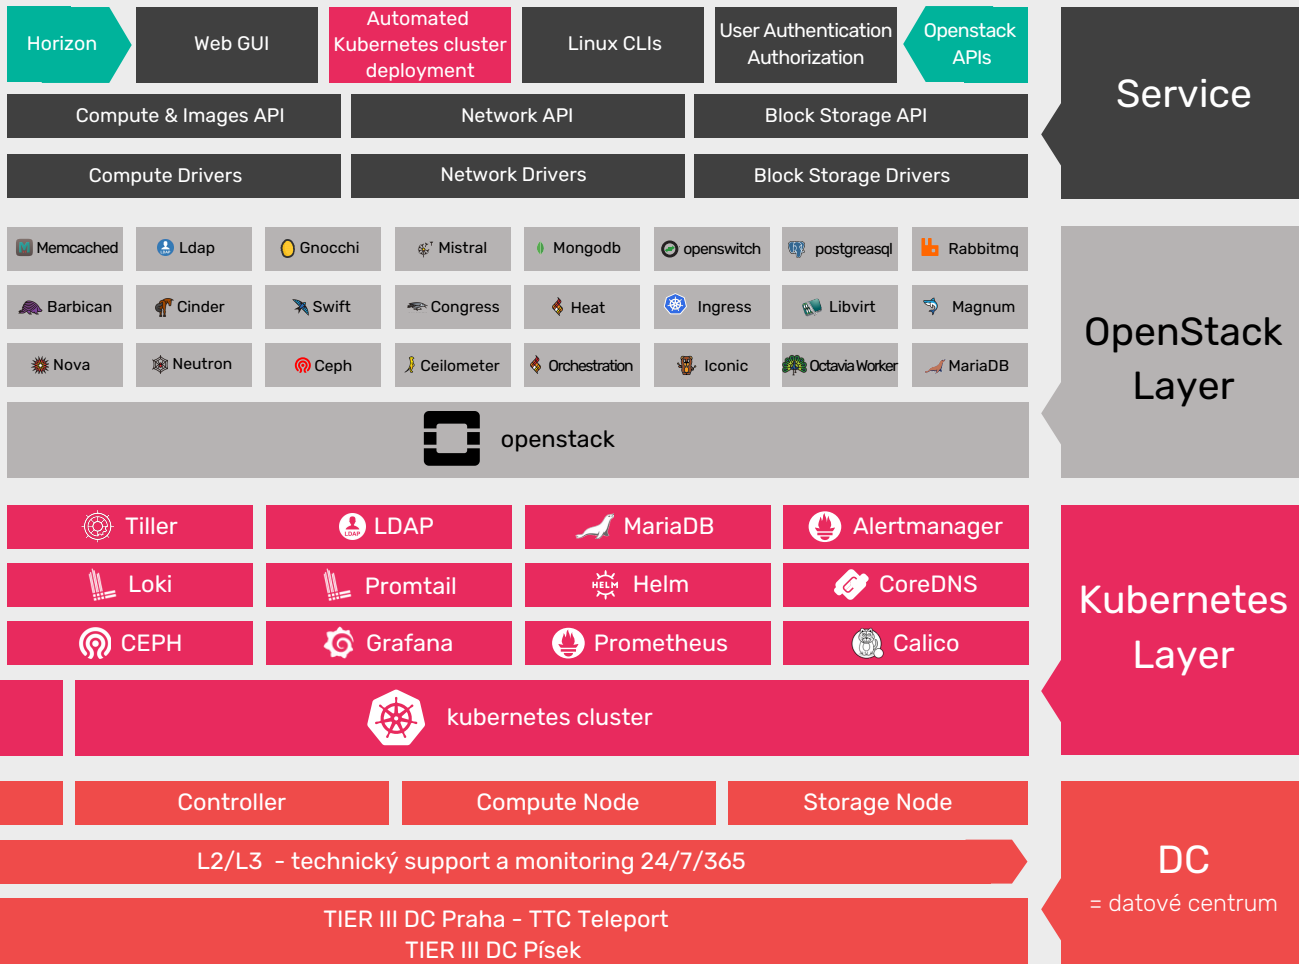 Horizon
Web GUI
Automated
Kubernetes cluster
deployment
Linux CLIs
User Authentication
Authorization
Openstack
APIs
Service
Compute & Images API
Network API
Block Storage API
Compute Drivers
Network Drivers
Block Storage Drivers
Memcached
Ldap
Gnocchi
Mistral
Mongodb
openswitch
postgreasql
Rabbitmq
Barbican
Cinder
Swift
Congress
Heat
Ingress
Libvirt
Magnum
Nova
Neutron
Ceph
Ceilometer
Orchestration
Iconic
Octavia Worker
MariaDB
openstack
OpenStack
Layer
Tiller
LDAP
LDAP
MariaDB
Alertmanager
Loki
Promtail
HELM
Helm
CoreDNS
CEPH
Grafana
Prometheus
Calico
kubernetes cluster
Kubernetes
Layer
Controller
Compute Node
Storage Node
L2/L3 - technický support a monitoring 24/7/365
TIER III DC Praha - TTC Teleport
TIER III DC Písek
DC
= datové centrum